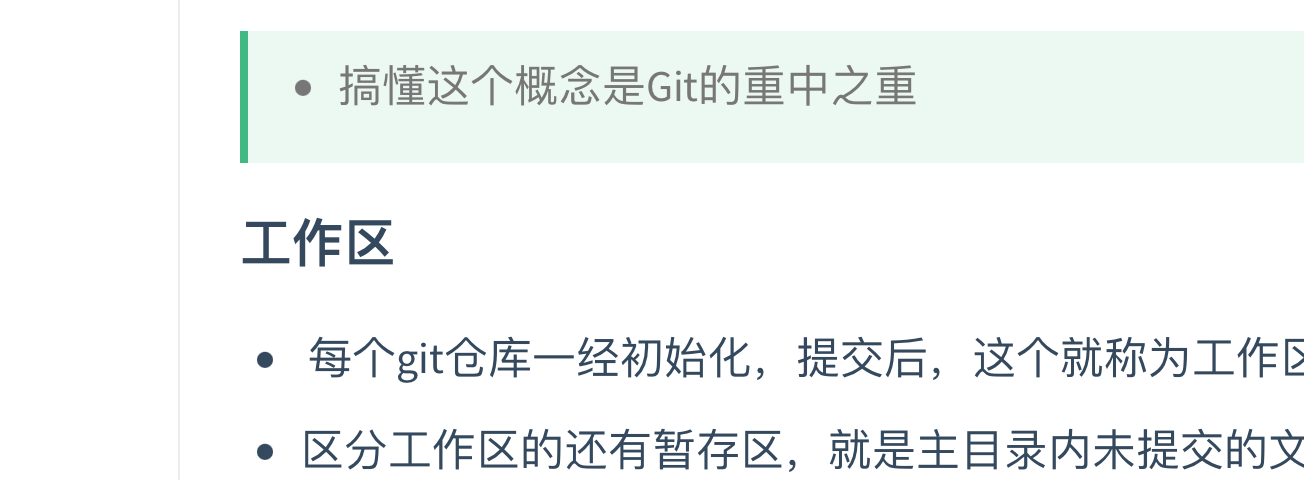 搞懂这个概念是Git的重中之重
工作区
每个git仓库一经初始化，提交后，这个就称为工作区
区分工作区的还有暂存区，就是主目录内未提交的文